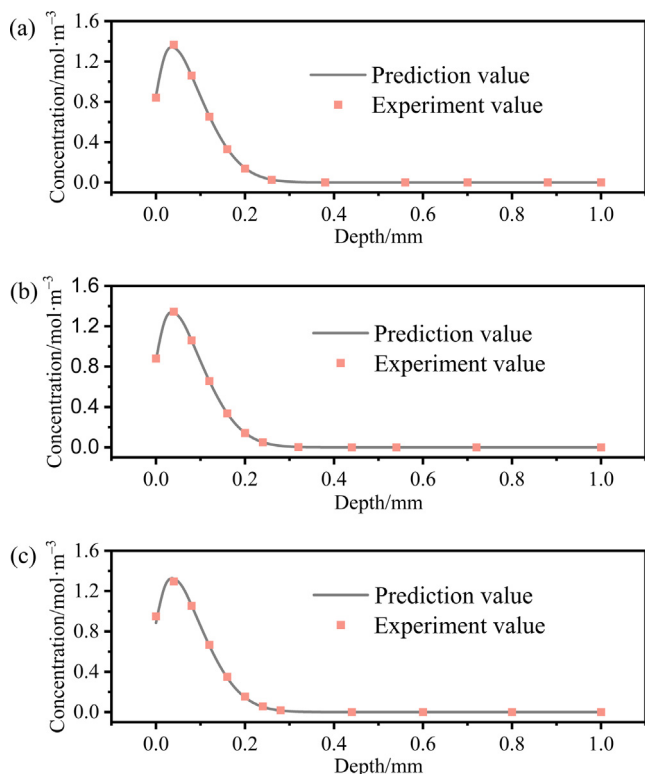 (a)
Concentration/mol·m⁻³
1.6
1.2
0.8
0.4
0.0
Prediction value
Experiment value
0.0 0.2 0.4 0.6 0.8 1.0
Depth/mm
(b)
Concentration/mol·m⁻³
1.6
1.2
0.8
0.4
0.0
Prediction value
Experiment value
0.0 0.2 0.4 0.6 0.8 1.0
Depth/mm
(c)
Concentration/mol·m⁻³
1.6
1.2
0.8
0.4
0.0
Prediction value
Experiment value
0.0 0.2 0.4 0.6 0.8 1.0
Depth/mm